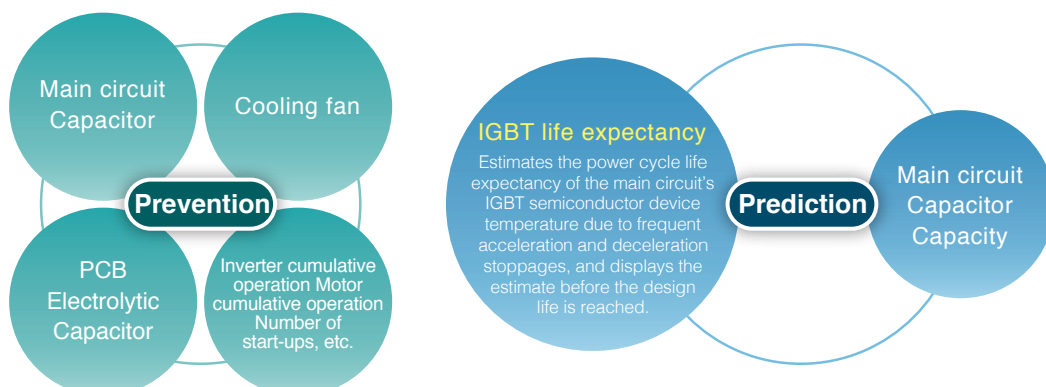 Main circuit
Capacitor
Cooling fan
Prevention
PCB
Electrolytic
Capacitor
Inverter cumulative
operation Motor
cumulative operation
Number of
start-ups, etc.
IGBT life expectancy
Estimates the power cycle life
expectancy of the main circuit's
IGBT semiconductor device
temperature due to frequent
acceleration and deceleration
stoppages, and displays the
estimate before the design
life is reached.
Prediction
Main circuit
Capacitor
Capacity